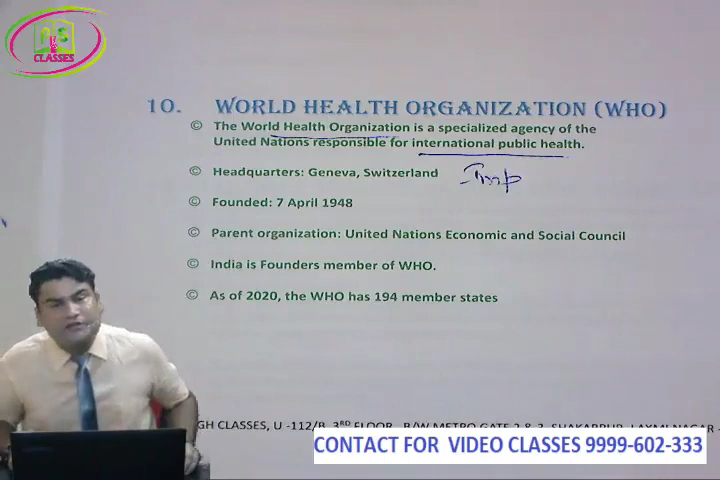 CLASSES
10. WORLD HEALTH ORGANIZATION (WHO)
© The World Health Organization is a specialized agency of the
United Nations responsible for international public health.
© Headquarters: Geneva, Switzerland Imp
© Founded: 7 April 1948
© Parent organization: United Nations Economic and Social Council
© India is Founders member of WHO.
© As of 2020, the WHO has 194 member states
GH CLASSES, U -112/B, 3RD FLOOR, B/W METRO GATE 2 & 3, SHAKARPUR, LAXMI NAGAR -
CONTACT FOR VIDEO CLASSES 9999-602-333